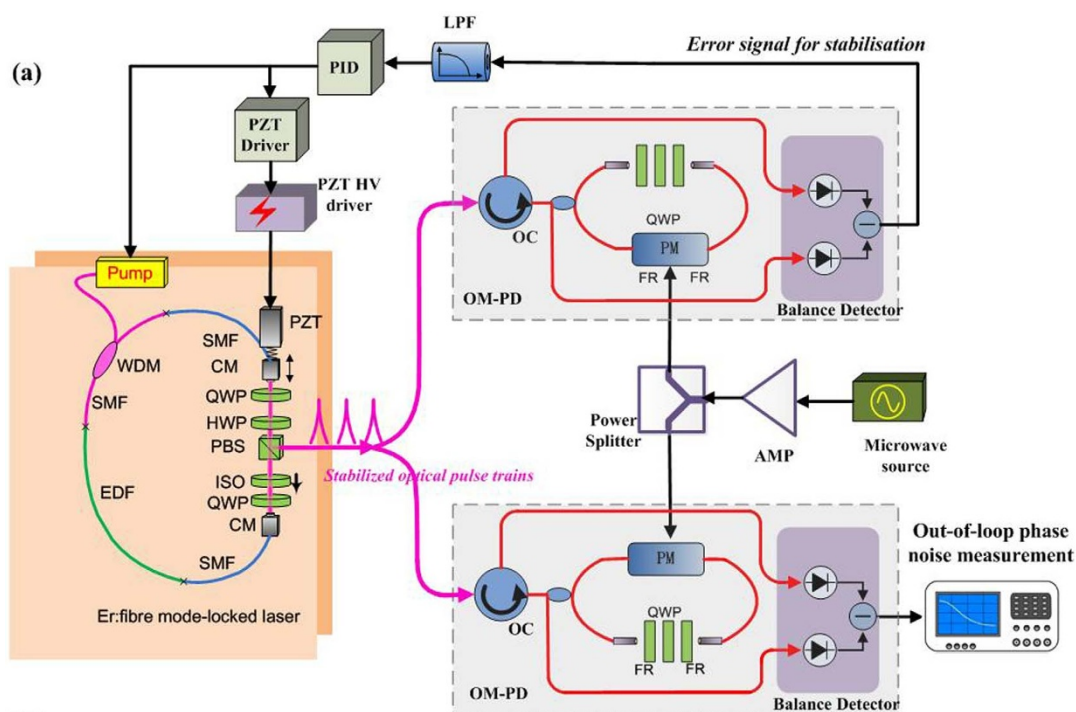 (a)
LPF
PID
Error signal for stabilisation
PZT
Driver
PZT HV
driver
Pump
PZT
SMF
CM
WDM
QWP
SMF
HWP
PBS
Stabilized optical pulse trains
EDF
ISO
QWP
CM
SMF
Er:fibre mode-locked laser
OC
QWP
PM
FR
FR
OM-PD
Balance Detector
Power
Splitter
AMP
Microwave
source
PM
OC
QWP
FR
FR
OM-PD
Balance Detector
Out-of-loop phase
noise measurement